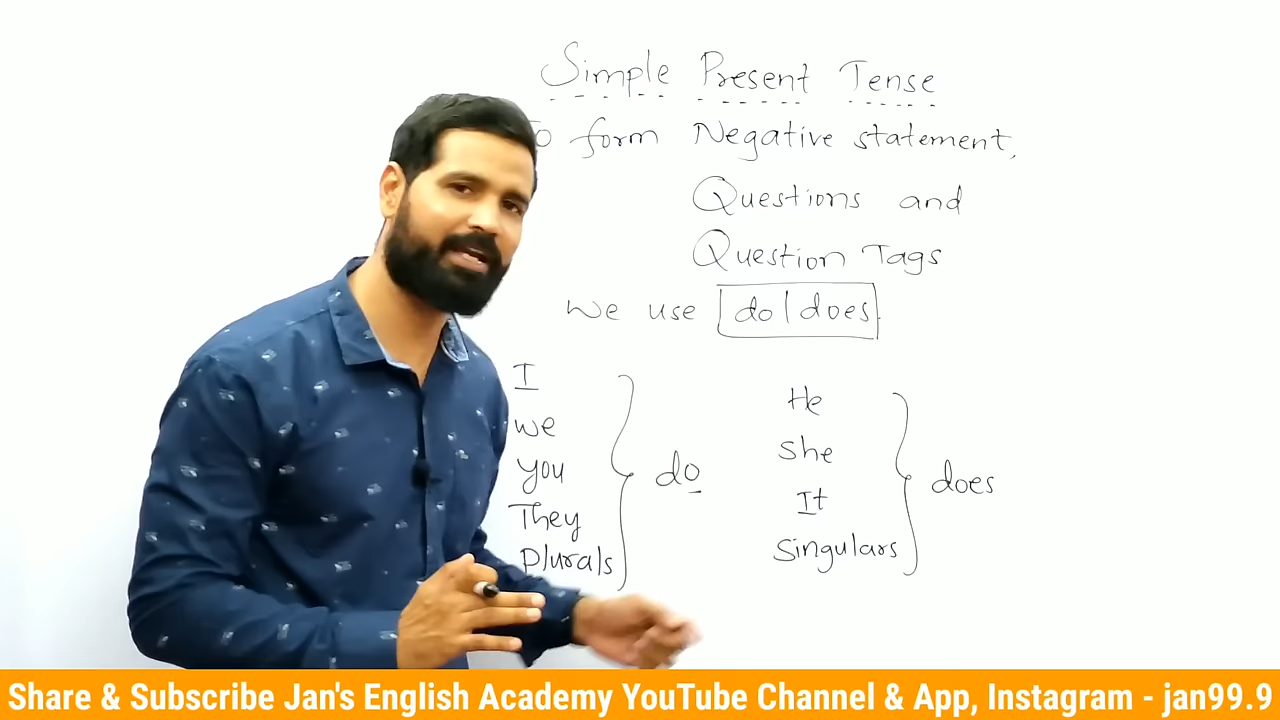 Simple Present Tense
To form Negative statement,
Questions and
Question Tags
We use do/does.
I
we
you
They
Plurals
do
He
She
It
Singulars
does
Share & Subscribe Jan's English Academy YouTube Channel & App, Instagram - jan99.9